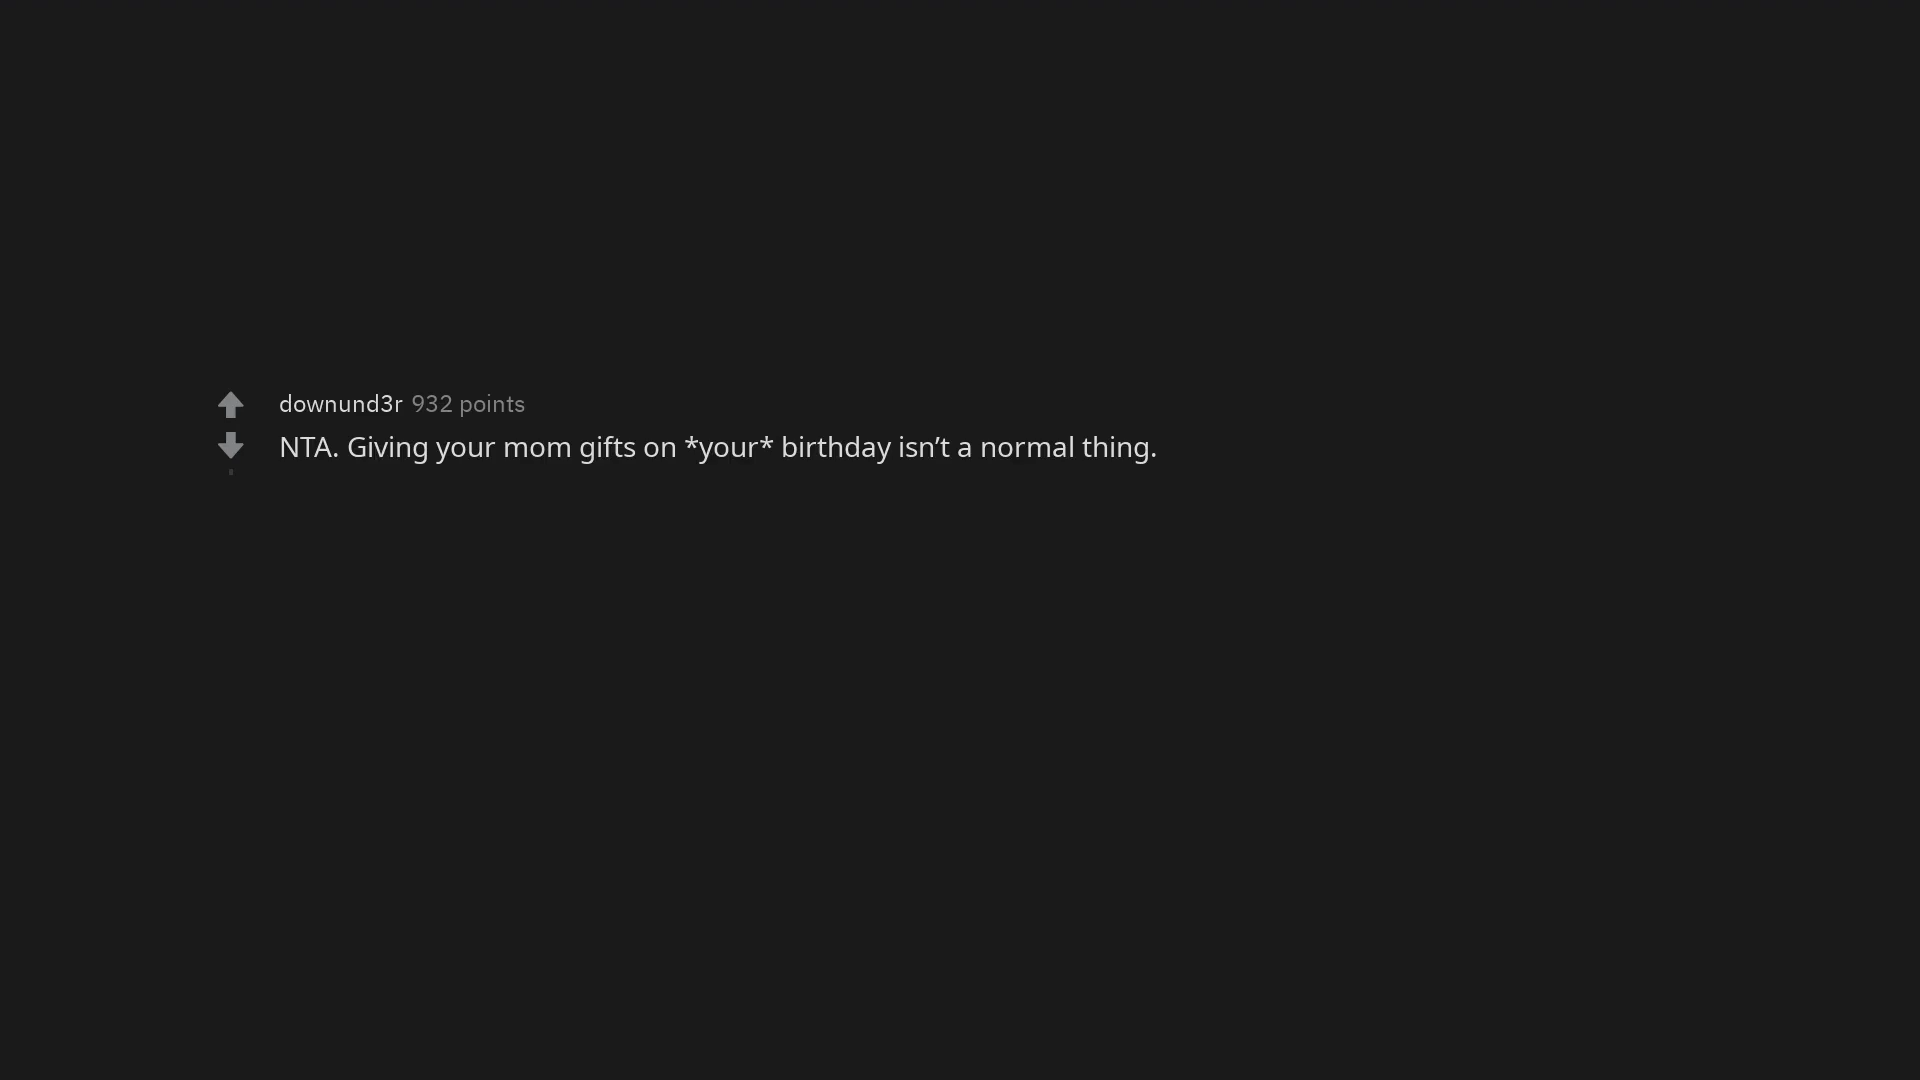 downund3r 932 points
NTA. Giving your mom gifts on *your* birthday isn’t a normal thing.